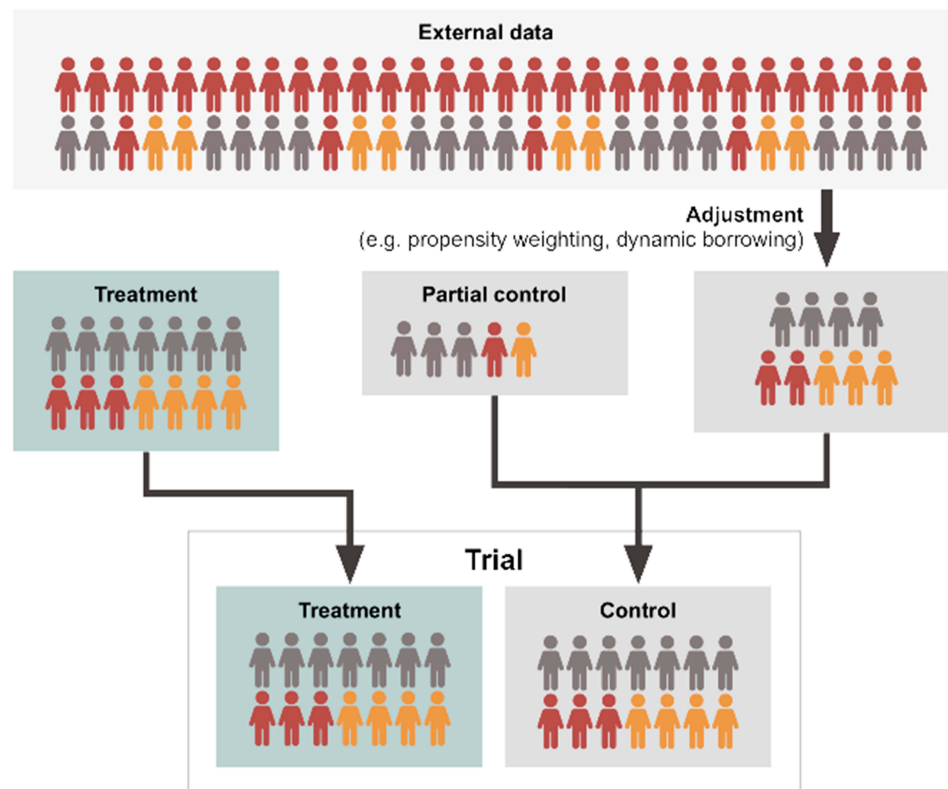 External data
Adjustment
(e.g. propensity weighting, dynamic borrowing)
Treatment
Partial control
Trial
Treatment
Control